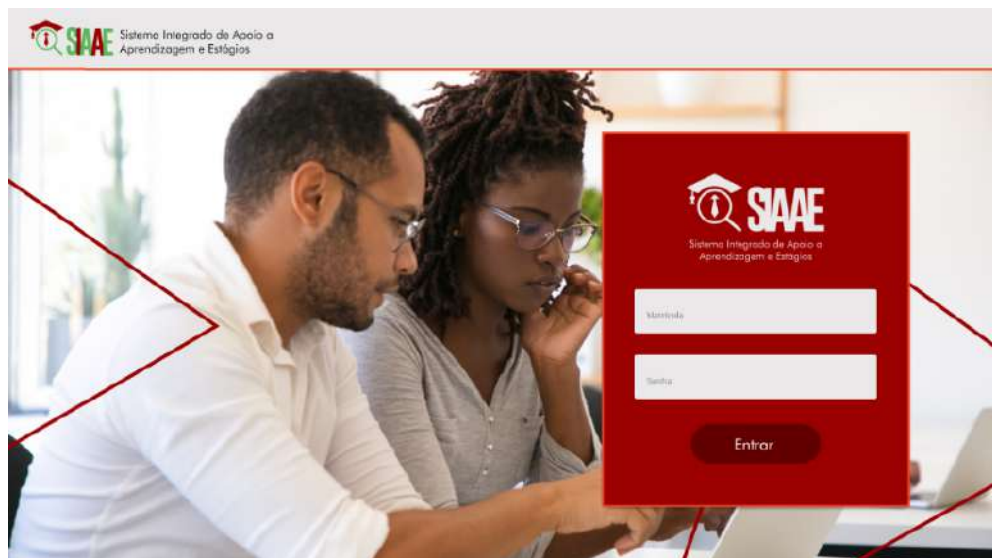 SIAAE
Sistema Integrado de Apoio a
Aprendizagem e Estágios
SIAAE
Sistema Integrado de Apoio a
Aprendizagem e Estágios
Matrícula
Senha
Entrar